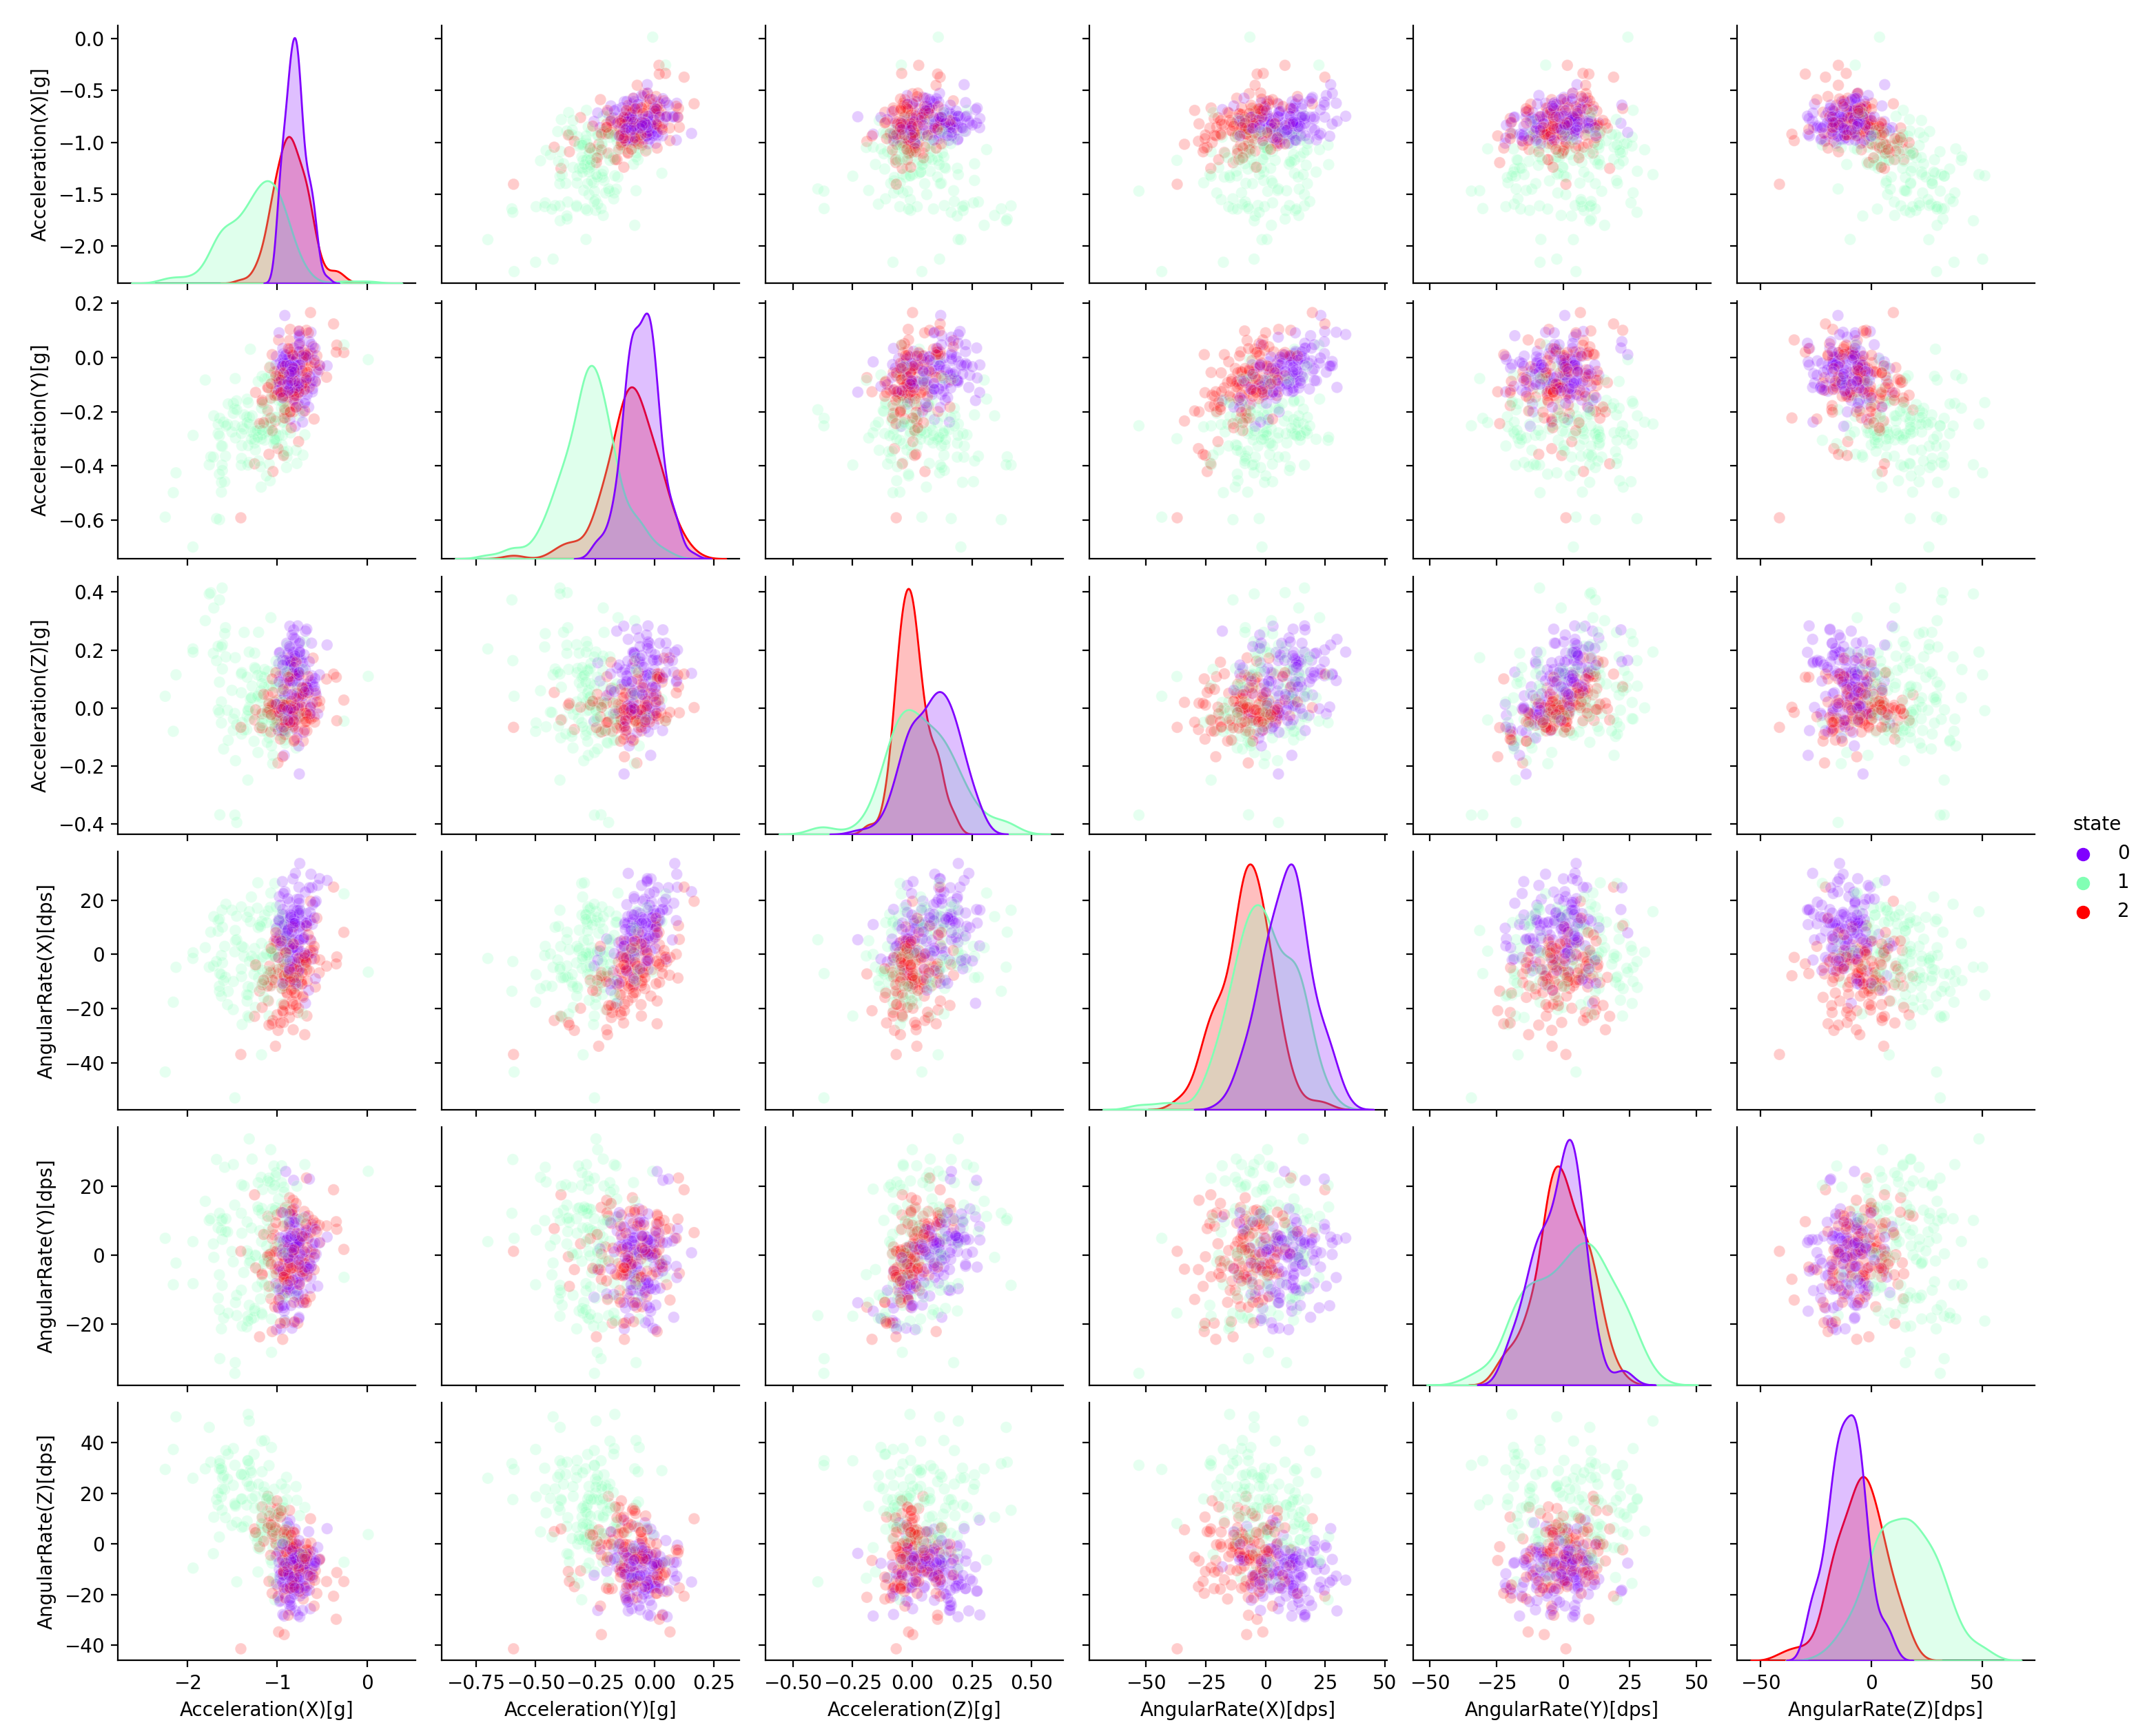 0.0
−0.5
−1.0
−1.5
−2.0
Acceleration(X)[g]
0.2
0.0
−0.2
−0.4
−0.6
Acceleration(Y)[g]
0.4
0.2
0.0
−0.2
−0.4
Acceleration(Z)[g]
state
0
1
2
20
0
−20
−40
AngularRate(X)[dps]
20
0
−20
AngularRate(Y)[dps]
40
20
0
−20
−40
AngularRate(Z)[dps]
−2 −1 0
−0.75 −0.50 −0.25 0.00 0.25
−0.50 −0.25 0.00 0.25 0.50
−50 −25 0 25 50
−50 −25 0 25 50
−50 0 50
Acceleration(X)[g]
Acceleration(Y)[g]
Acceleration(Z)[g]
AngularRate(X)[dps]
AngularRate(Y)[dps]
AngularRate(Z)[dps]